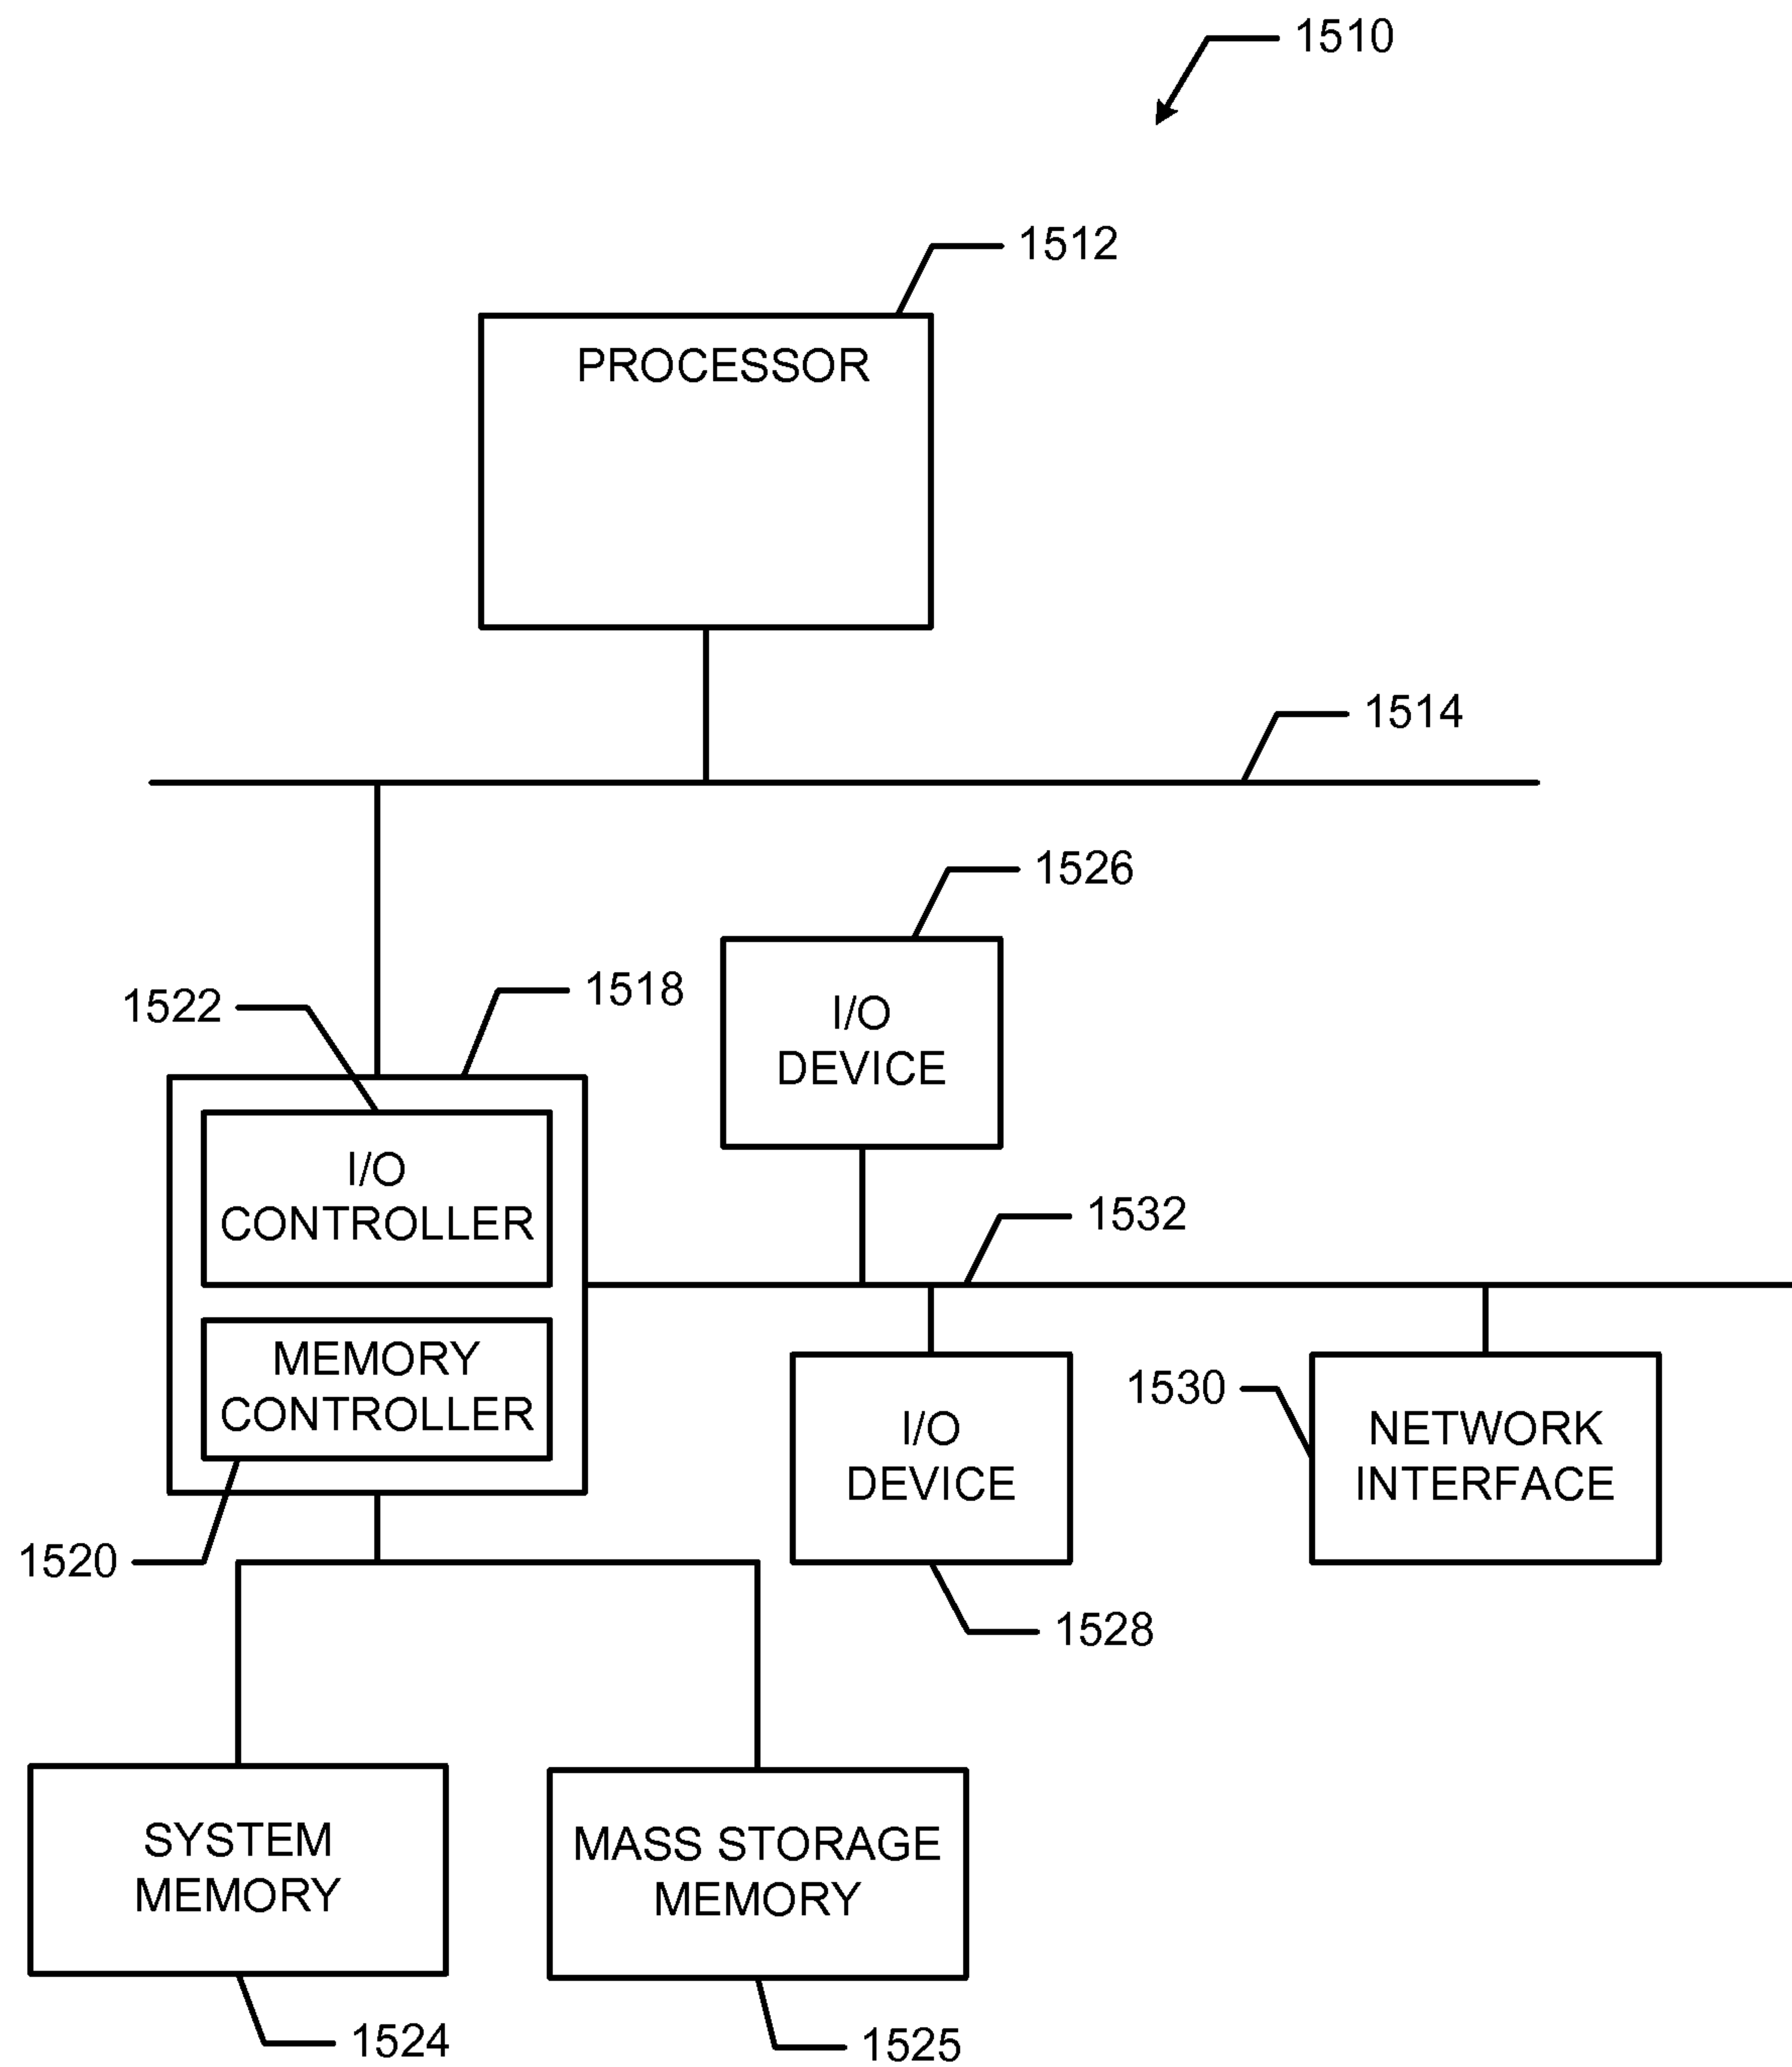 1510
1512
PROCESSOR
1514
1526
1518
1522
I/O
DEVICE
I/O
CONTROLLER
1532
MEMORY
CONTROLLER
1530
I/O
DEVICE
NETWORK
INTERFACE
1520
1528
SYSTEM
MEMORY
MASS STORAGE
MEMORY
1524
1525